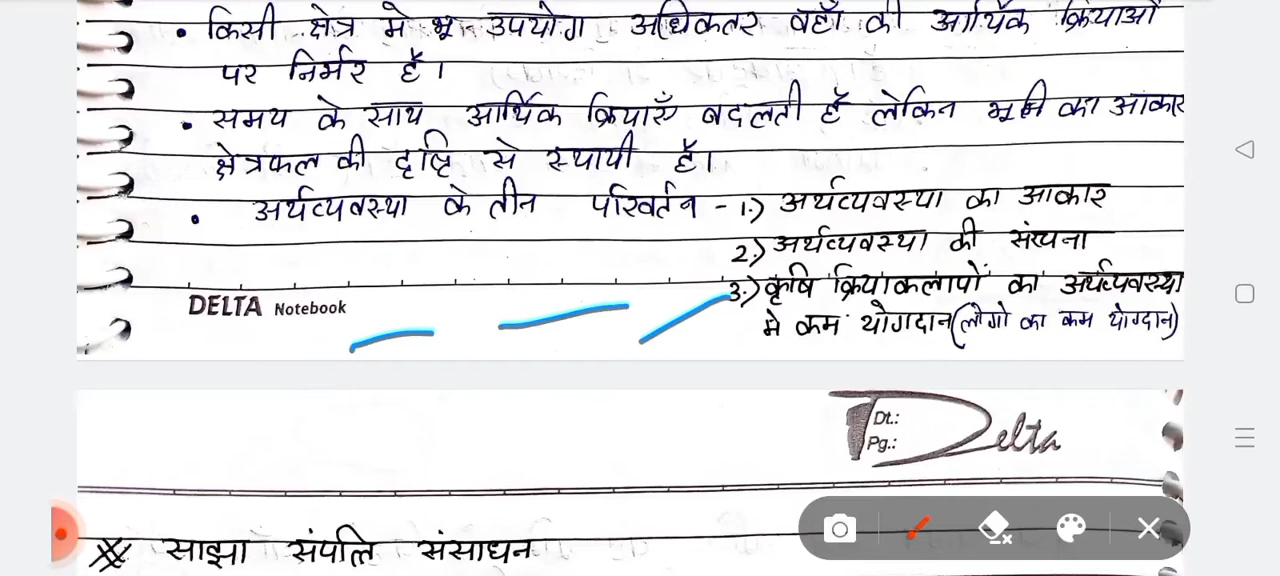 • किसी क्षेत्र मे भू उपयोग अधिकतर वहाँ की आर्थिक क्रियाओं
पर निर्भर है।
• समय के साथ आर्थिक क्रियाएँ बदलती है लेकिन भूमि का आकार
क्षेत्रफल की दृष्टि से स्थायी है।
• अर्थव्यवस्था के तीन परिवर्तन - 1.) अर्थव्यवस्था का आकार
2.) अर्थव्यवस्था की संरचना
3.) कृषि क्रियाकलापों का अर्थव्यवस्था
मे कम योगदान (लोगो का कम योगदान)
DELTA Notebook
Dt.:
Pg.:
Delta
साझा संपत्ति संसाधन